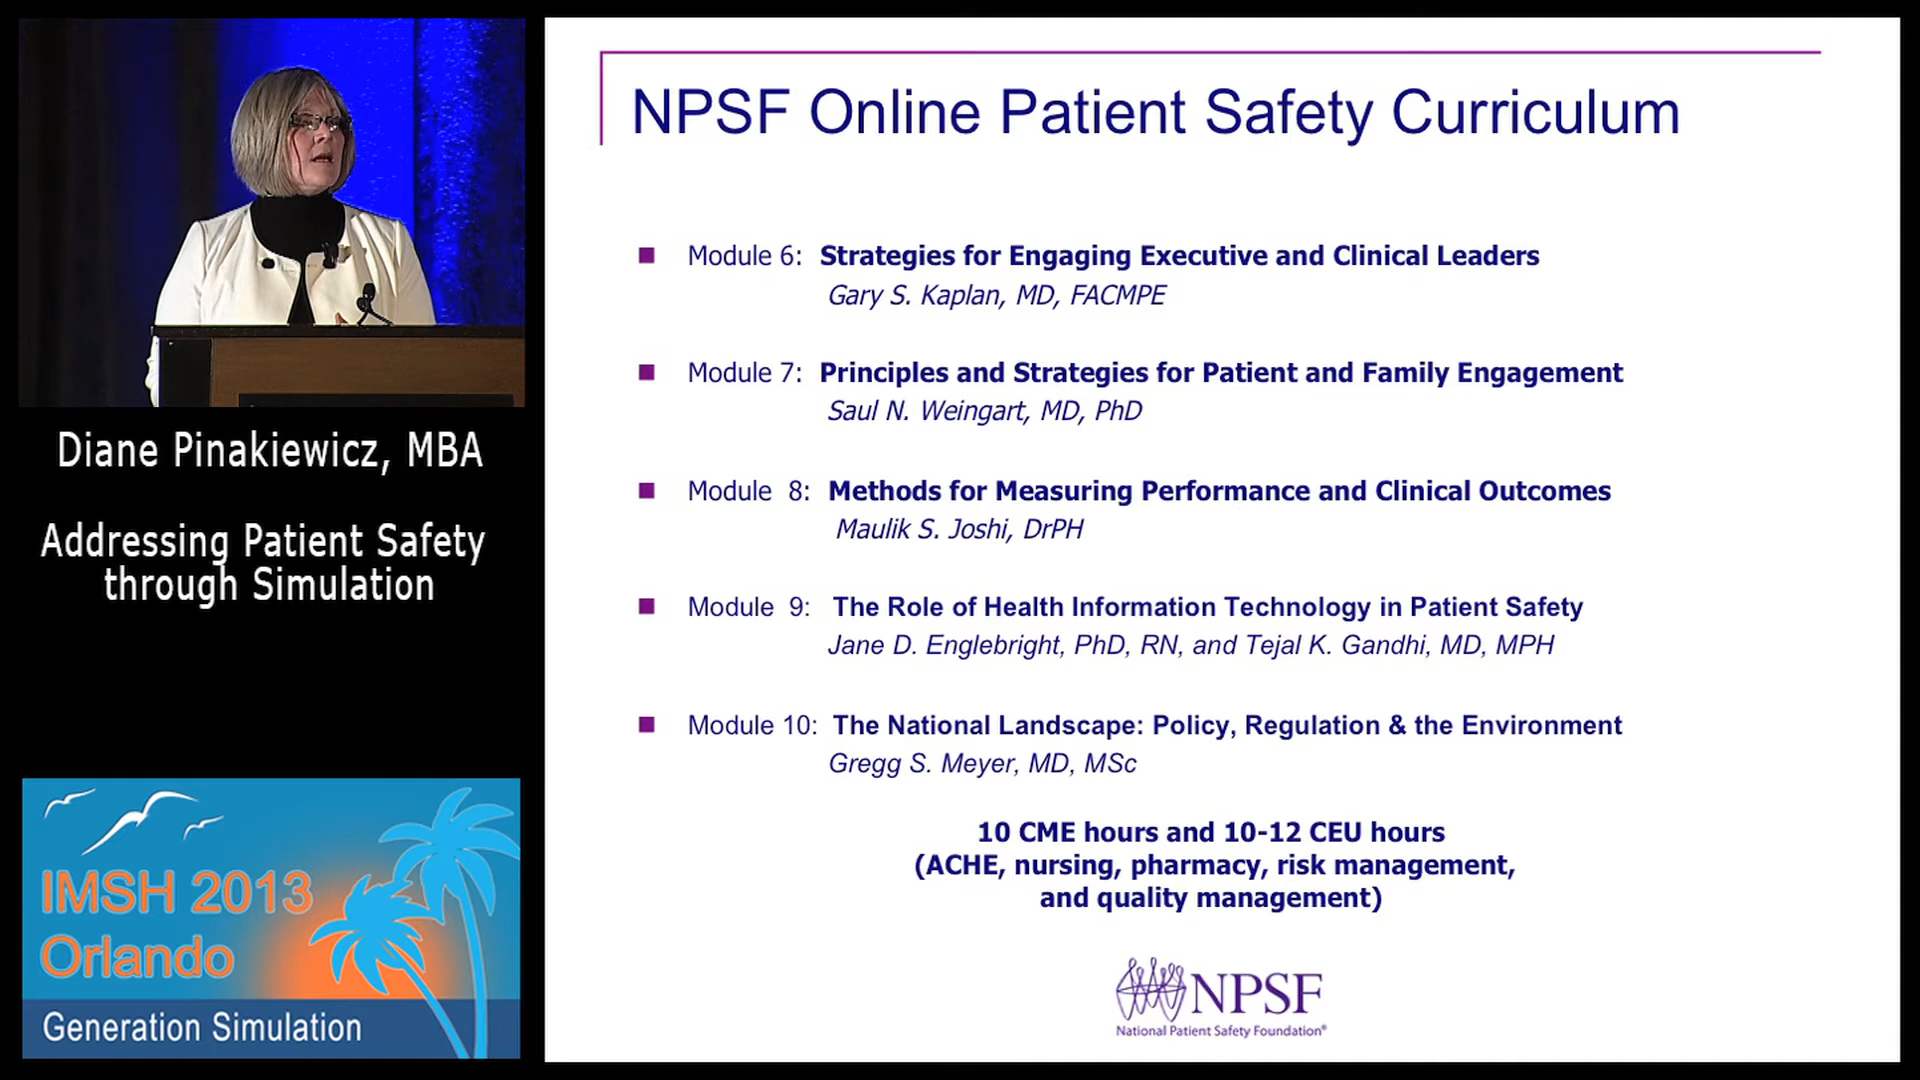 Diane Pinakiewicz, MBA
Addressing Patient Safety
through Simulation
IMSH 2013
Orlando
Generation Simulation
NPSF Online Patient Safety Curriculum
Module 6: Strategies for Engaging Executive and Clinical Leaders
Gary S. Kaplan, MD, FACMPE
Module 7: Principles and Strategies for Patient and Family Engagement
Saul N. Weingart, MD, PhD
Module 8: Methods for Measuring Performance and Clinical Outcomes
Maulik S. Joshi, DrPH
Module 9: The Role of Health Information Technology in Patient Safety
Jane D. Englebright, PhD, RN, and Tejal K. Gandhi, MD, MPH
Module 10: The National Landscape: Policy, Regulation & the Environment
Gregg S. Meyer, MD, MSc
10 CME hours and 10-12 CEU hours
(ACHE, nursing, pharmacy, risk management,
and quality management)
NPSF
National Patient Safety Foundation®